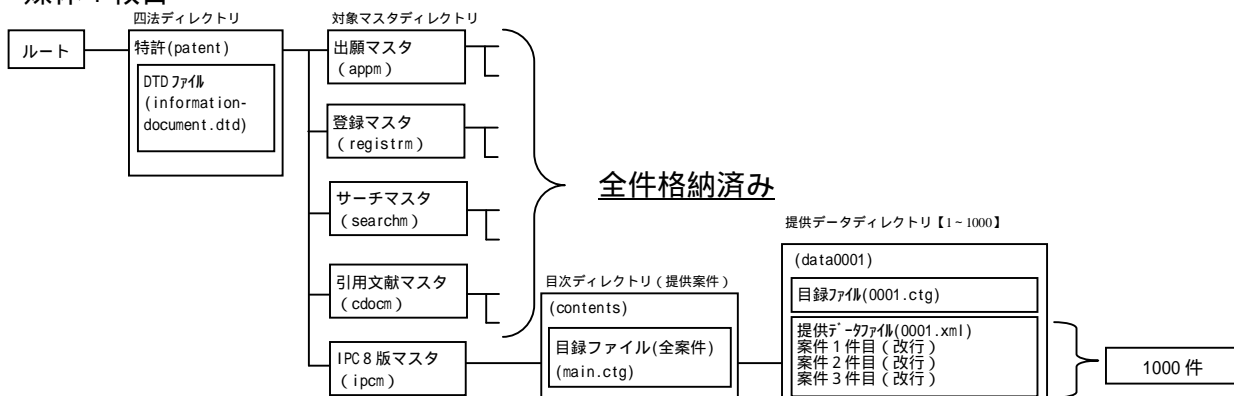 四法ディレクトリ
対象マスタディレクトリ
ルート
特許(patent)
DTDファイル
(information-
document.dtd)
出願マスタ
(appm)
登録マスタ
(registrm)
サーチマスタ
(searchm)
引用文献マスタ
(cdocm)
IPC8版マスタ
(ipcm)
全件格納済み
目次ディレクトリ(提供案件)
(contents)
目録ファイル(全案件)
(main.ctg)
提供データディレクトリ【1~1000】
(data0001)
目録ファイル(0001.ctg)
提供データファイル(0001.xml)
案件1件目(改行)
案件2件目(改行)
案件3件目(改行)
1000件